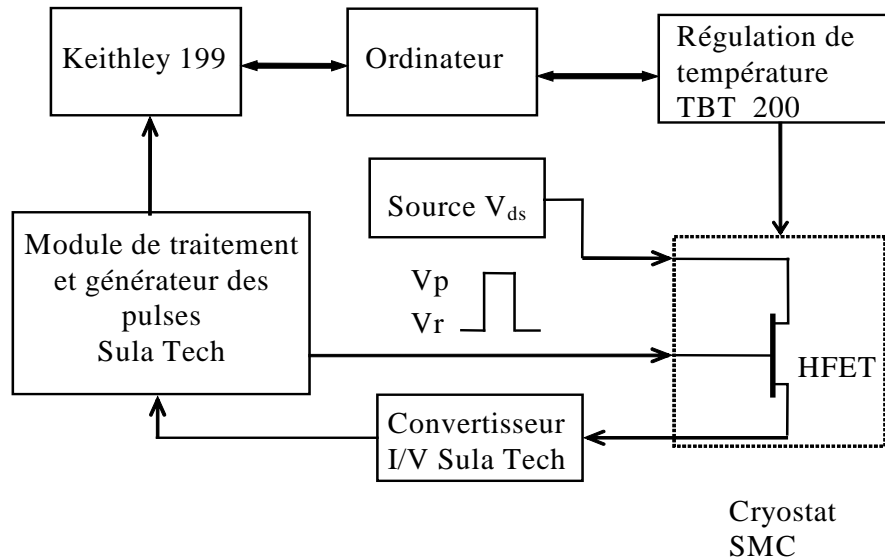 Keithley 199
Ordinateur
Régulation de
température
TBT 200
Source Vds
Module de traitement
et générateur des
pulses
Sula Tech
Vp
Vr
HFET
Convertisseur
I/V Sula Tech
Cryostat
SMC